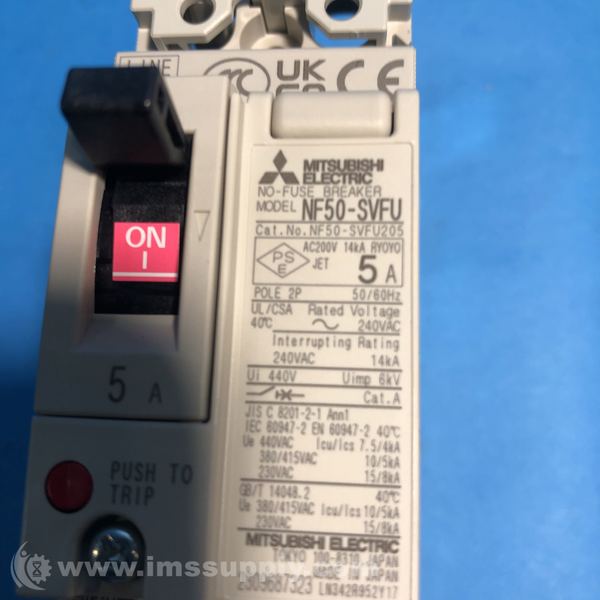 LINE
UK
CE
MITSUBISHI
ELECTRIC
NO-FUSE BREAKER
MODEL NF50-SVFU
Cat.No.NF50-SVFU205
PS
E
AC200V 14kA RYOYO
JET
5 A
POLE 2P 50/60Hz
UL/CSA Rated Voltage
40℃ 240VAC
Interrupting Rating
240VAC 14kA
Ui 440V Uimp 6kV
Cat.A
JIS C 8201-2-1 Ann1
IEC 60947-2 EN 60947-2 40℃
Ue 440VAC Icu/Ics 7.5/4kA
380/415VAC 10/5kA
230VAC 15/8kA
GB/T 14048.2 40℃
Ue 380/415VAC Icu/Ics 10/5kA
230VAC 15/8kA
MITSUBISHI ELECTRIC
TOKYO 100-8310 JAPAN
MADE IN JAPAN
LN342R952Y17
ON
I
5 A
PUSH TO
TRIP
© www.imssupply.com